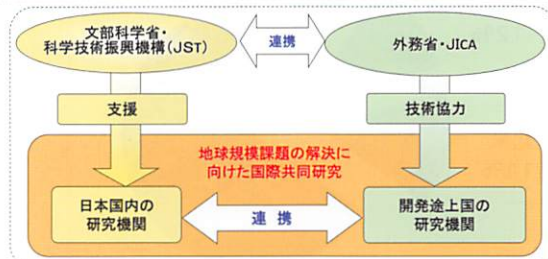 文部科学省・
科学技術振興機構（JST）
連携
外務省・JICA
支援
技術協力
地球規模課題の解決に
向けた国際共同研究
日本国内の
研究機関
連 携
開発途上国の
研究機関